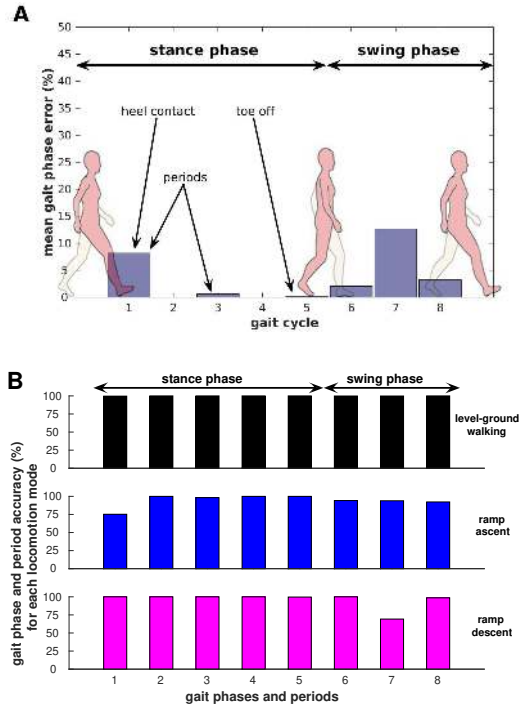 A
50
45
40
35
30
25
20
15
10
5
0
mean gait phase error (%)
stance phase
swing phase
heel contact
toe off
periods
1 2 3 4 5 6 7 8
gait cycle
B
stance phase
swing phase
gait phase and period accuracy (%)
for each locomotion mode
100
75
50
25
0
level-ground
walking
100
75
50
25
0
ramp
ascent
100
75
50
25
0
ramp
descent
1 2 3 4 5 6 7 8
gait phases and periods